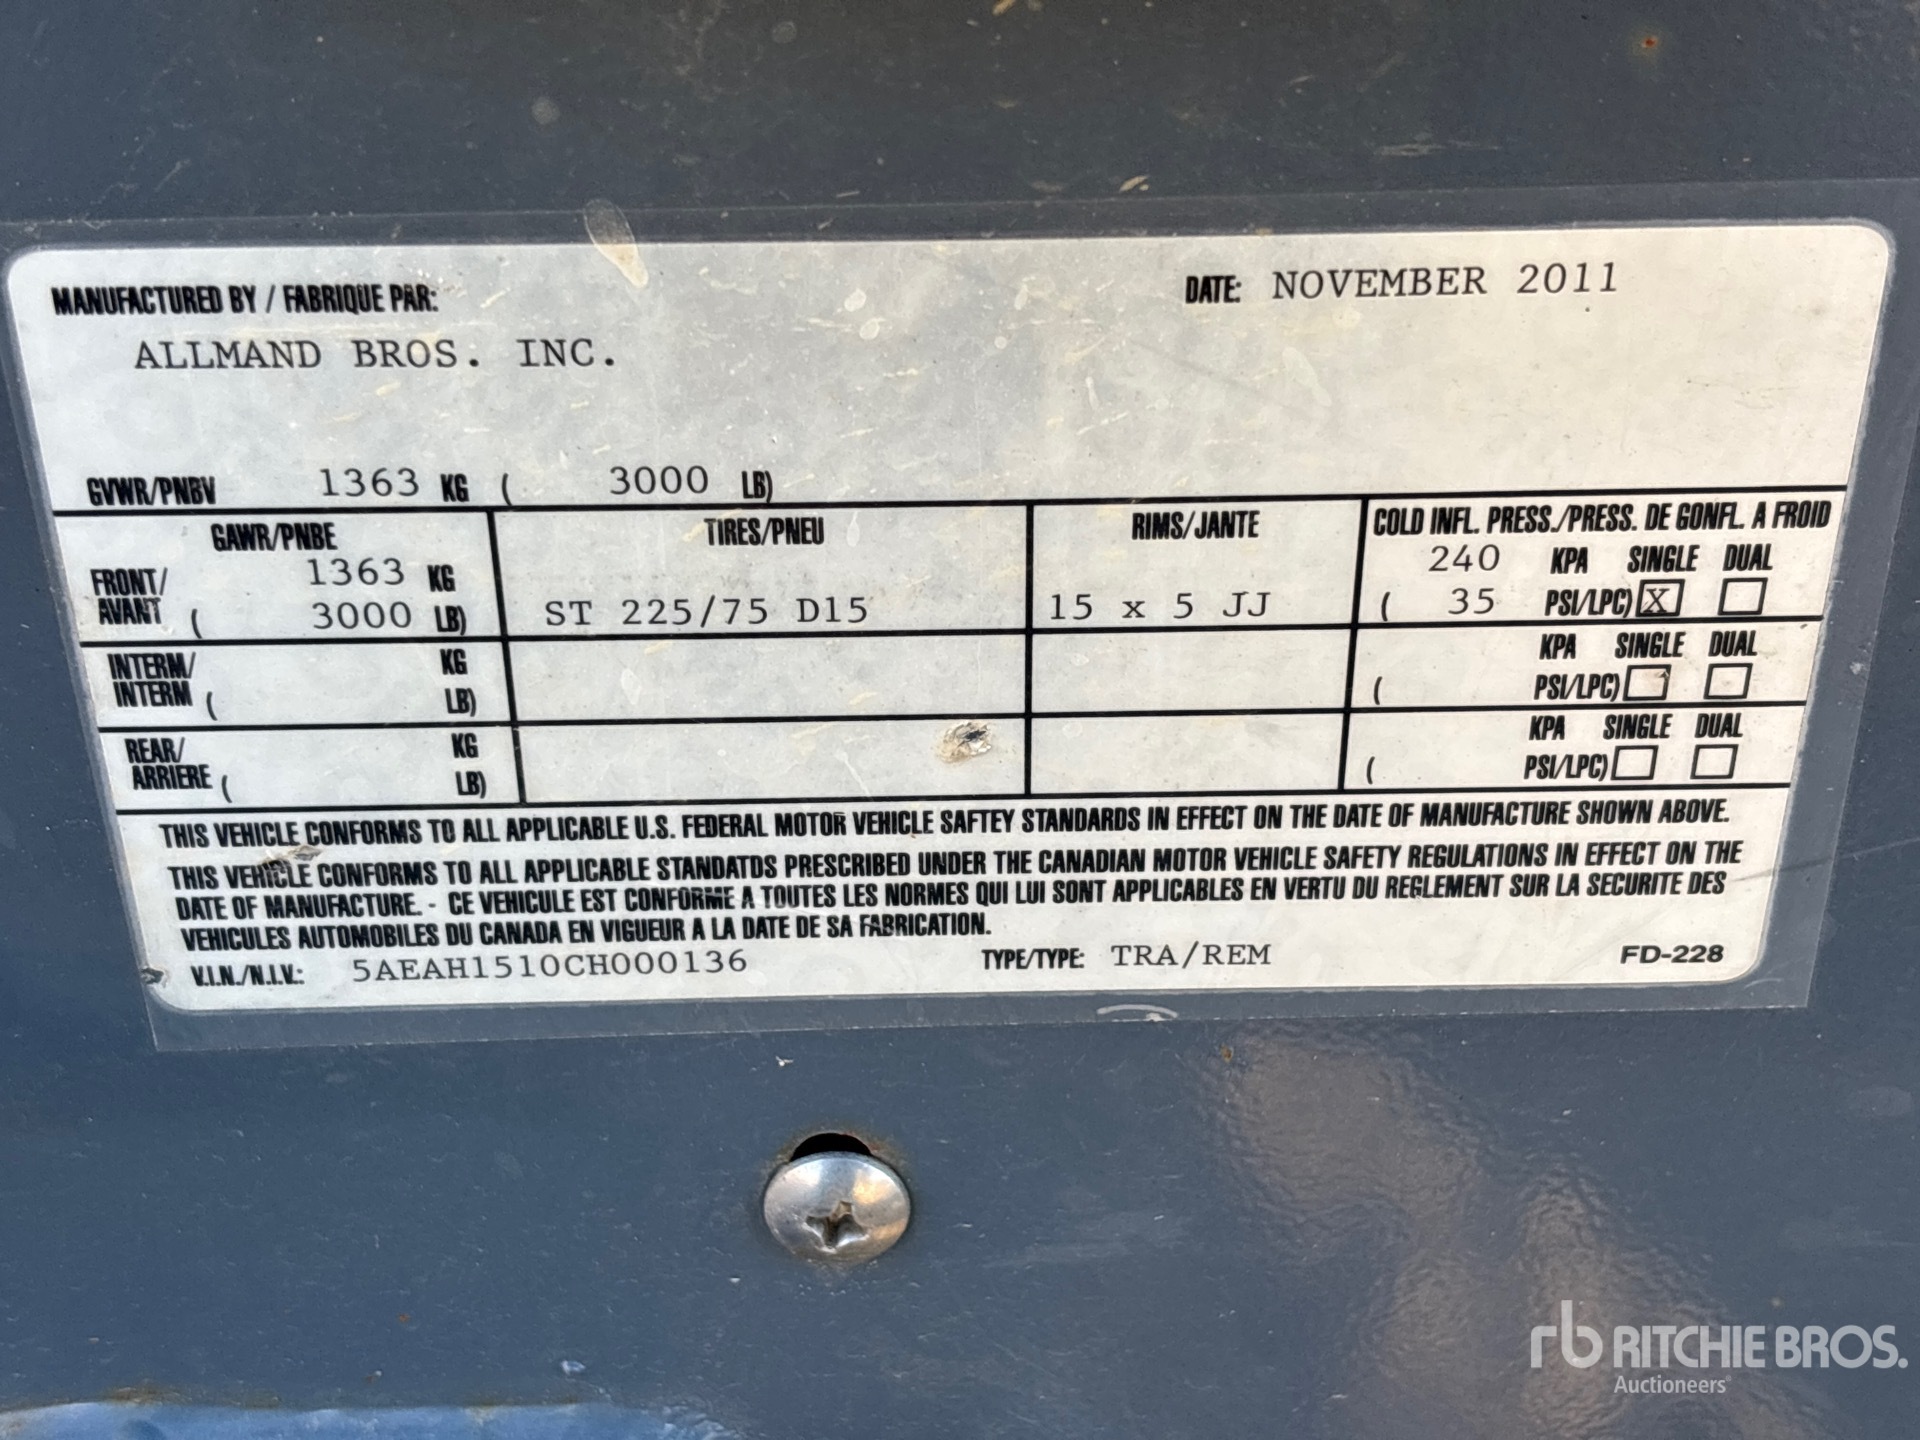 MANUFACTURED BY / FABRIQUE PAR: DATE: NOVEMBER 2011
ALLMAND BROS. INC.
GVWR/PNBV 1363 KG ( 3000 LB)
GAWR/PNBE TIRES/PNEU RIMS/JANTE COLD INFL. PRESS./PRESS. DE GONFL. A FROID
FRONT/ 1363 KG 240 KPA SINGLE DUAL
AVANT ( 3000 LB) ST 225/75 D15 15 x 5 JJ ( 35 PSI/LPC) X
INTERM/ KG KPA SINGLE DUAL
INTERM ( LB) ( PSI/LPC)
REAR/ KG KPA SINGLE DUAL
ARRIERE ( LB) ( PSI/LPC)
THIS VEHICLE CONFORMS TO ALL APPLICABLE U.S. FEDERAL MOTOR VEHICLE SAFTEY STANDARDS IN EFFECT ON THE DATE OF MANUFACTURE SHOWN ABOVE.
THIS VEHICLE CONFORMS TO ALL APPLICABLE STANDATDS PRESCRIBED UNDER THE CANADIAN MOTOR VEHICLE SAFETY REGULATIONS IN EFFECT ON THE
DATE OF MANUFACTURE. - CE VEHICULE EST CONFORME A TOUTES LES NORMES QUI LUI SONT APPLICABLES EN VERTU DU REGLEMENT SUR LA SECURITE DES
VEHICULES AUTOMOBILES DU CANADA EN VIGUEUR A LA DATE DE SA FABRICATION.
V.I.N./N.I.V.: 5AEAH1510CH000136 TYPE/TYPE: TRA/REM FD-228
rb RITCHIE BROS.
Auctioneers